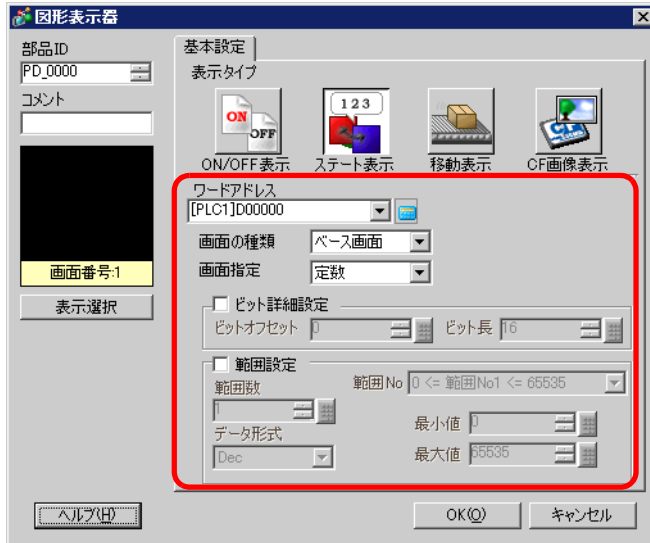 図形表示器
部品ID
PD_0000
コメント
画面番号:1
表示選択
基本設定
表示タイプ
123
ON
OFF
ON/OFF表示 ステート表示 移動表示 CF画像表示
ワードアドレス
[PLC1]D00000
画面の種類 ベース画面
画面指定 定数
ビット詳細設定
ビットオフセット 0 ビット長 16
範囲設定
範囲数 範囲No 0 <= 範囲No1 <= 65535
1
最小値 0
データ形式
Dec 最大値 65535
ヘルプ(H) OK(O) キャンセル